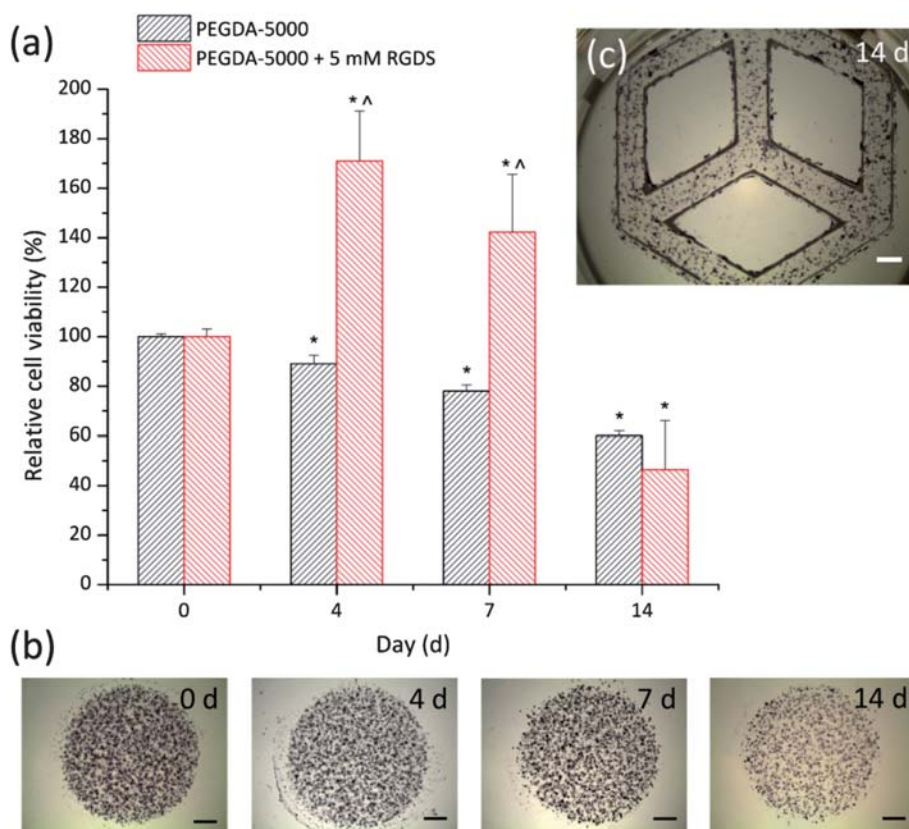 (a)
PEGDA-5000
PEGDA-5000 + 5 mM RGDS
Relative cell viability (%)
200
180
160
140
120
100
80
60
40
20
0
* ^
* ^
*
*
*
*
0
4
7
14
Day (d)
(c)
14 d
(b)
0 d
4 d
7 d
14 d